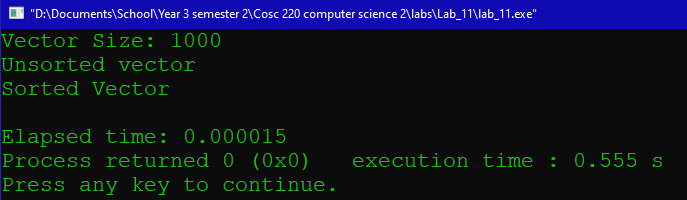 "D:\Documents\School\Year 3 semester 2\Cosc 220 computer science 2\labs\Lab_11\lab_11.exe"
Vector Size: 1000
Unsorted vector
Sorted Vector
Elapsed time: 0.000015
Process returned 0 (0x0)   execution time : 0.555 s
Press any key to continue.